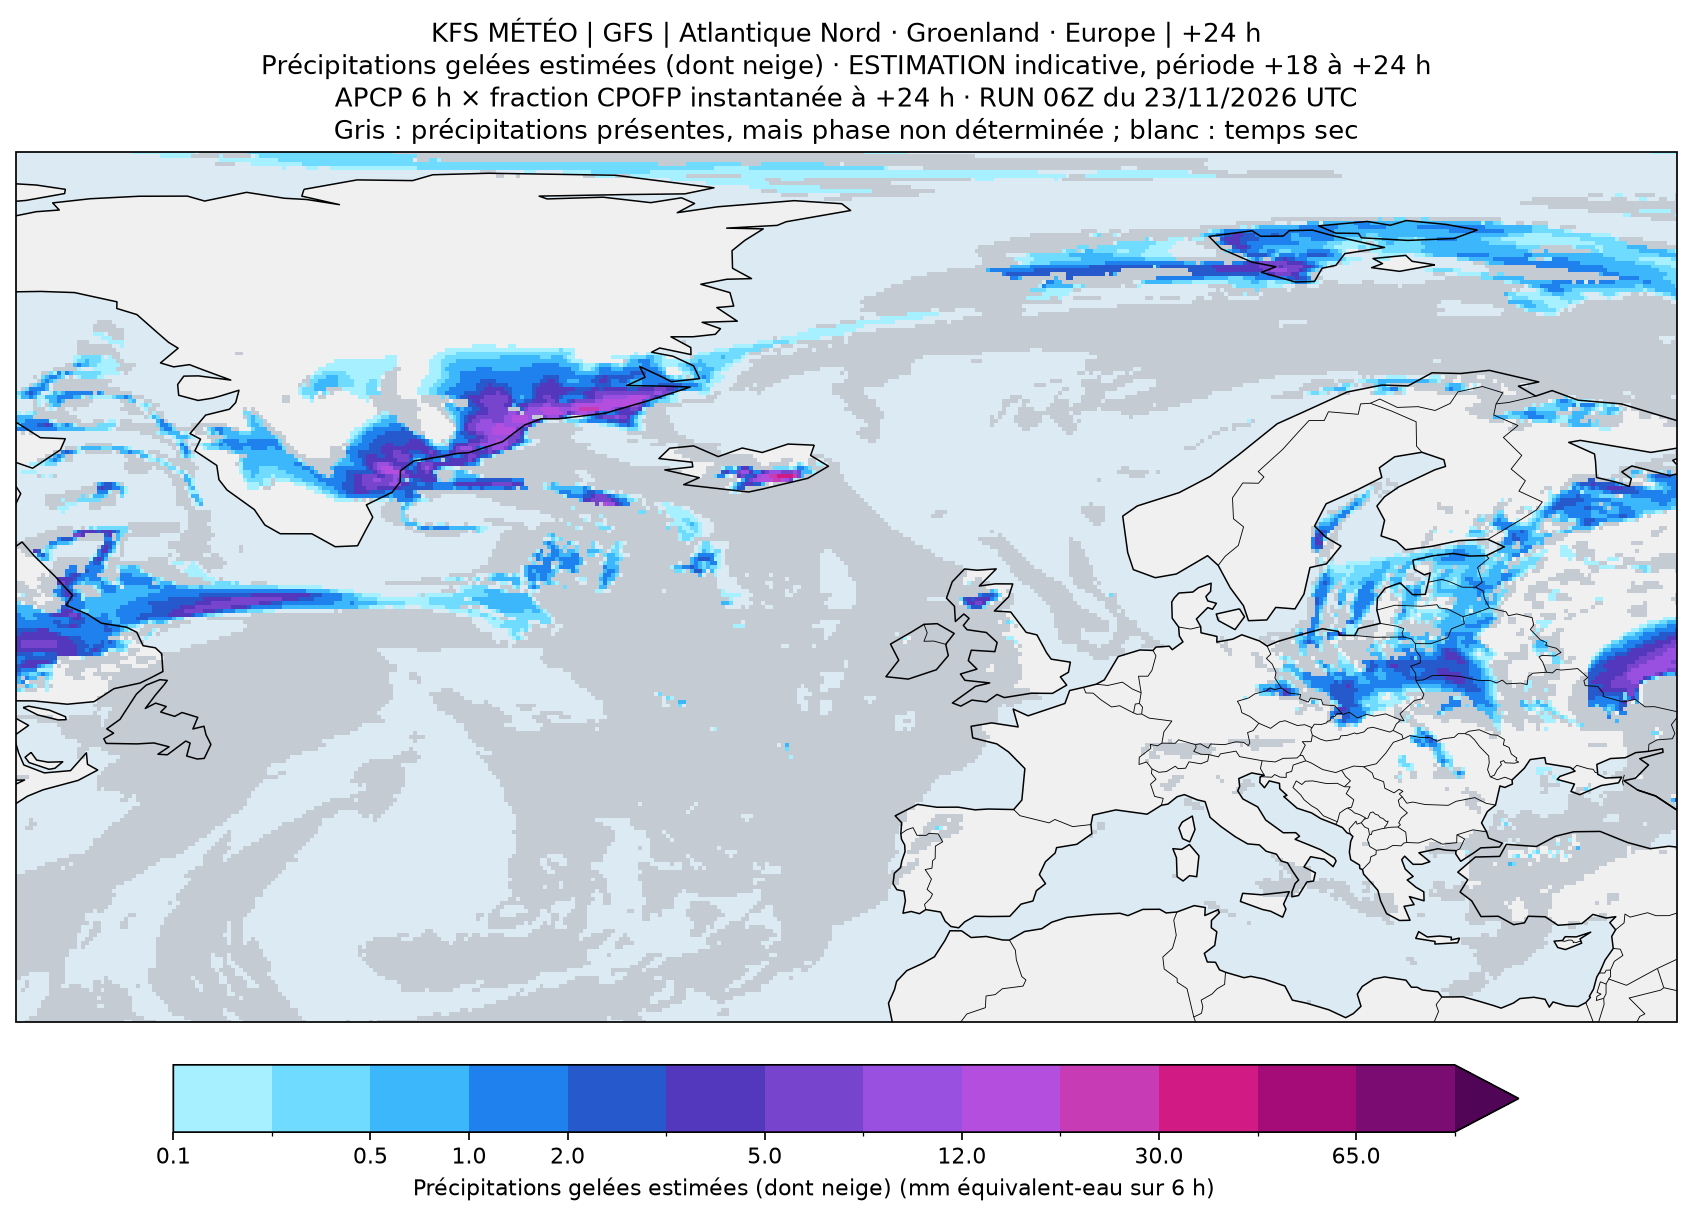 KFS MÉTÉO | GFS | Atlantique Nord · Groenland · Europe | +24 h
Précipitations gelées estimées (dont neige) · ESTIMATION indicative, période +18 à +24 h
APCP 6 h × fraction CPOFP instantanée à +24 h · RUN 06Z du 23/11/2026 UTC
Gris : précipitations présentes, mais phase non déterminée ; blanc : temps sec
0.1 0.5 1.0 2.0 5.0 12.0 30.0 65.0
Précipitations gelées estimées (dont neige) (mm équivalent-eau sur 6 h)